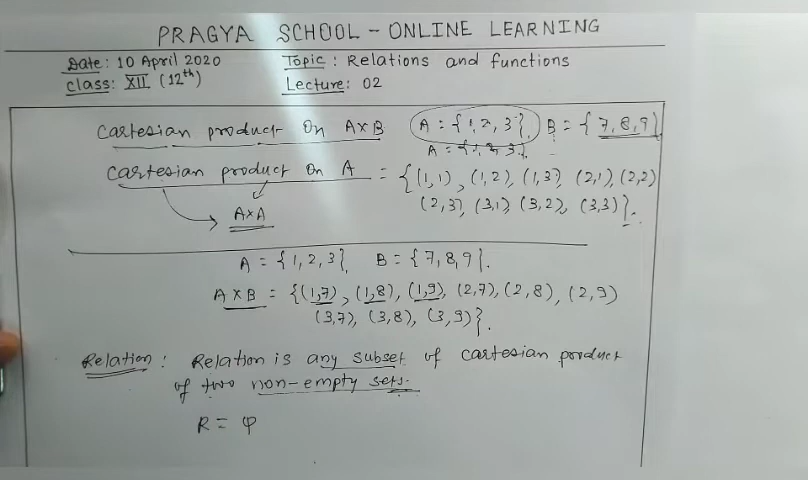 PRAGYA SCHOOL - ONLINE LEARNING
Date: 10 April 2020 Topic: Relations and functions
Class: XII (12th) Lecture: 02
Cartesian product On A×B A = {1,2,3}, B = {7,8,9}
A = {1,2,3}.
Cartesian product On A = {(1,1), (1,2), (1,3), (2,1), (2,2)
(2,3), (3,1), (3,2), (3,3)}.
A×A
A = {1,2,3}, B = {7,8,9}.
A×B = {(1,7), (1,8), (1,9), (2,7), (2,8), (2,9)
(3,7), (3,8), (3,9)}.
Relation: Relation is any subset of cartesian product
of two non-empty sets.
R = φ